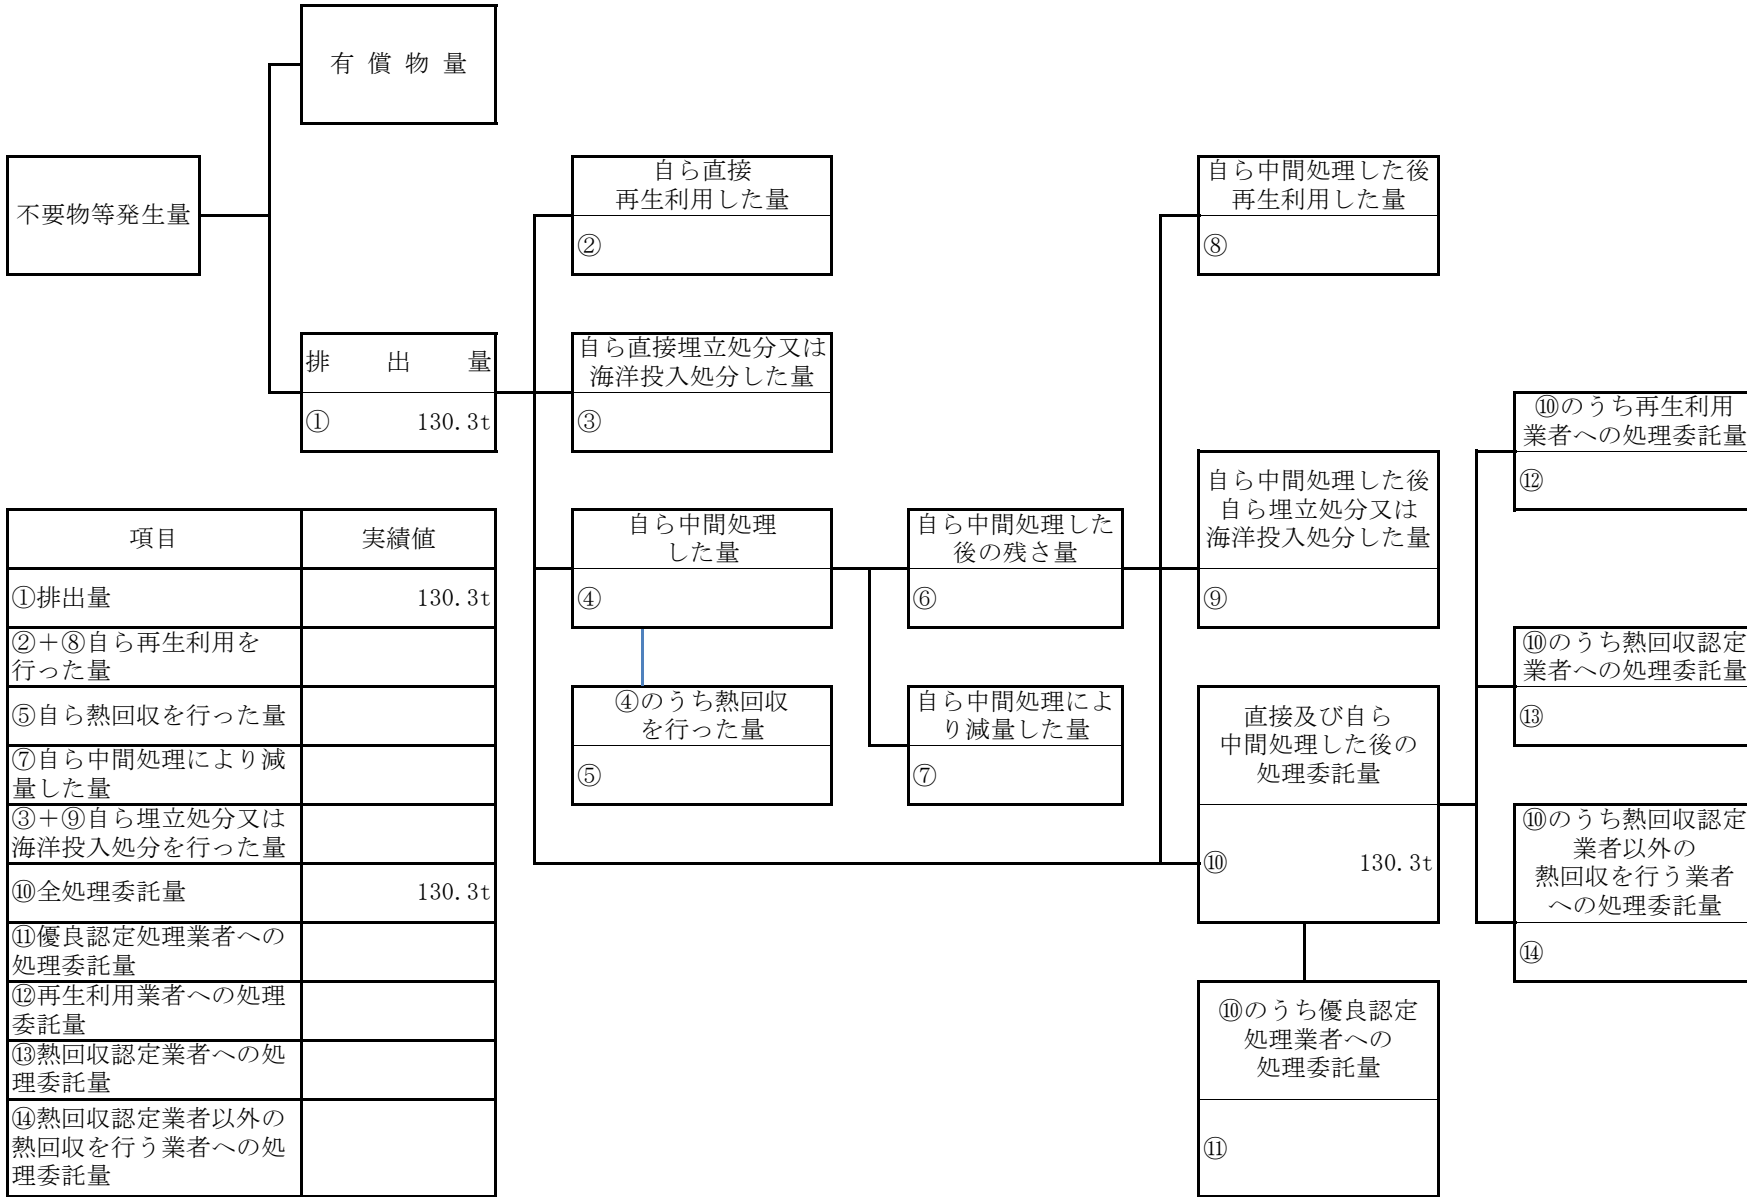 有償物量
不要物等発生量
自ら直接
再生利用した量
②
自ら中間処理した後
再生利用した量
⑧
排出量
① 130.3t
自ら直接埋立処分又は
海洋投入処分した量
③
⑩のうち再生利用
業者への処理委託量
⑫
自ら中間処理した後
自ら埋立処分又は
海洋投入処分した量
⑨
自ら中間処理
した量
④
自ら中間処理した
後の残さ量
⑥
④のうち熱回収
を行った量
⑤
自ら中間処理によ
り減量した量
⑦
直接及び自ら
中間処理した後の
処理委託量
⑩ 130.3t
⑩のうち熱回収認定
業者への処理委託量
⑬
⑩のうち熱回収認定
業者以外の
熱回収を行う業者
への処理委託量
⑭
⑩のうち優良認定
処理業者への
処理委託量
⑪
項目 実績値
①排出量 130.3t
②＋⑧自ら再生利用を
行った量
⑤自ら熱回収を行った量
⑦自ら中間処理により減
量した量
③＋⑨自ら埋立処分又は
海洋投入処分を行った量
⑩全処理委託量 130.3t
⑪優良認定処理業者への
処理委託量
⑫再生利用業者への処理
委託量
⑬熱回収認定業者への処
理委託量
⑭熱回収認定業者以外の
熱回収を行う業者への処
理委託量